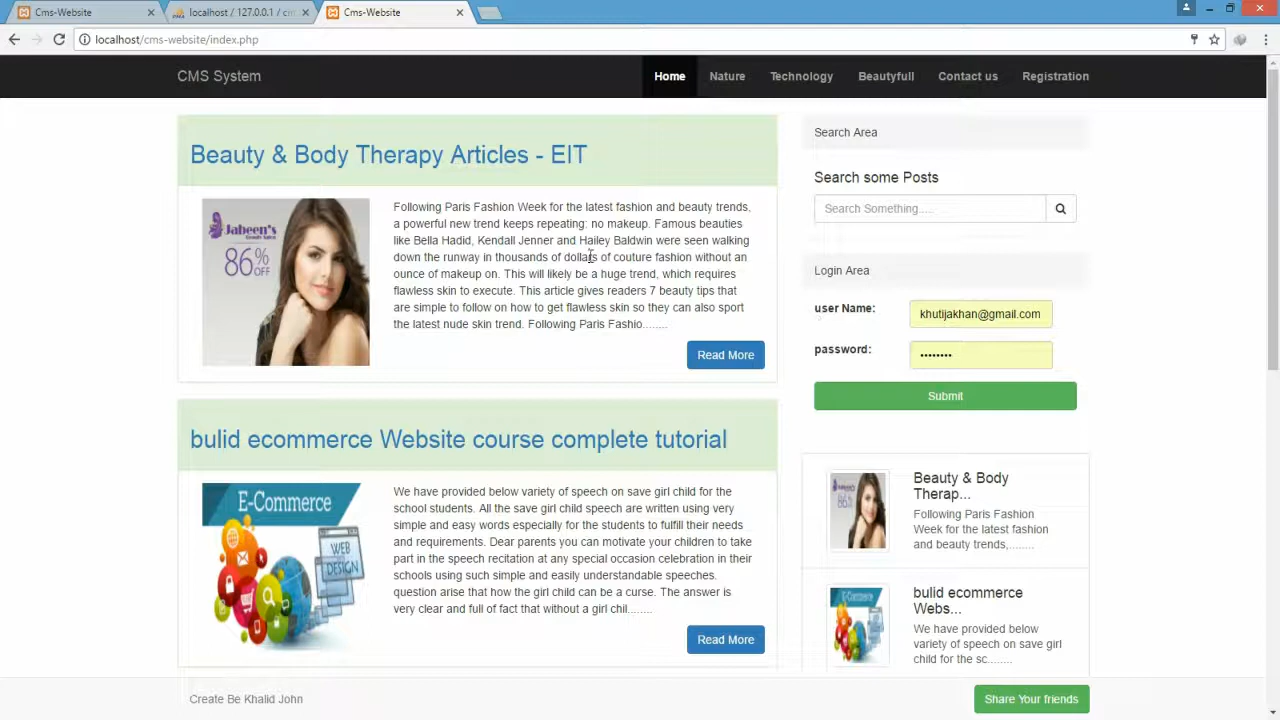 Cms-Website
localhost / 127.0.0.1 / cm
Cms-Website
localhost/cms-website/index.php
CMS System
Home
Nature
Technology
Beautyfull
Contact us
Registration
Beauty & Body Therapy Articles - EIT
Jabeen's
86%
OFF
Following Paris Fashion Week for the latest fashion and beauty trends,
a powerful new trend keeps repeating: no makeup. Famous beauties
like Bella Hadid, Kendall Jenner and Hailey Baldwin were seen walking
down the runway in thousands of dollars of couture fashion without an
ounce of makeup on. This will likely be a huge trend, which requires
flawless skin to execute. This article gives readers 7 beauty tips that
are simple to follow on how to get flawless skin so they can also sport
the latest nude skin trend. Following Paris Fashio........
Read More
bulid ecommerce Website course complete tutorial
E-Commerce
WEB
DESIGN
We have provided below variety of speech on save girl child for the
school students. All the save girl child speech are written using very
simple and easy words especially for the students to fulfill their needs
and requirements. Dear parents you can motivate your children to take
part in the speech recitation at any special occasion celebration in their
schools using such simple and easily understandable speeches.
question arise that how the girl child can be a curse. The answer is
very clear and full of fact that without a girl chil........
Read More
Search Area
Search some Posts
Search Something....
Login Area
user Name:
khutijakhan@gmail.com
password:
••••••••
Submit
Beauty & Body
Therap...
Following Paris Fashion
Week for the latest fashion
and beauty trends,........
E-Commerce
bulid ecommerce
Webs...
We have provided below
variety of speech on save girl
child for the sc........
Create Be Khalid John
Share Your friends